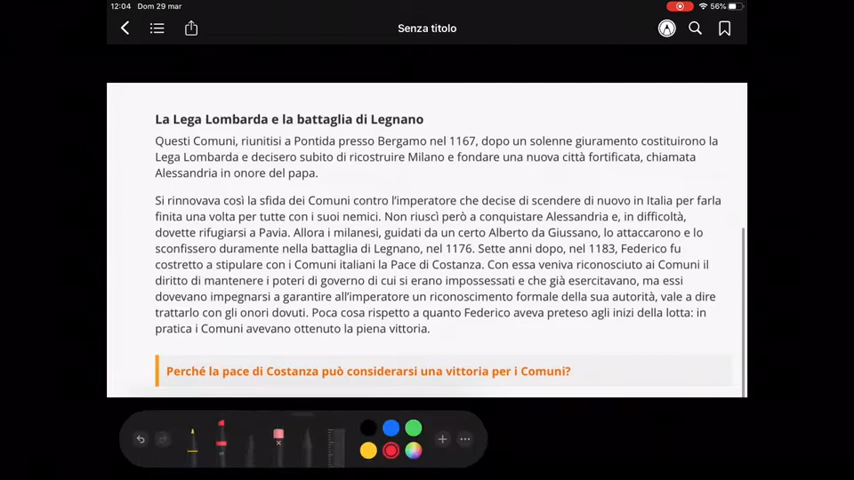 12:04 Dom 29 mar
56%
Senza titolo
La Lega Lombarda e la battaglia di Legnano
Questi Comuni, riunitisi a Pontida presso Bergamo nel 1167, dopo un solenne giuramento costituirono la
Lega Lombarda e decisero subito di ricostruire Milano e fondare una nuova città fortificata, chiamata
Alessandria in onore del papa.
Si rinnovava così la sfida dei Comuni contro l'imperatore che decise di scendere di nuovo in Italia per farla
finita una volta per tutte con i suoi nemici. Non riuscì però a conquistare Alessandria e, in difficoltà,
dovette rifugiarsi a Pavia. Allora i milanesi, guidati da un certo Alberto da Giussano, lo attaccarono e lo
sconfissero duramente nella battaglia di Legnano, nel 1176. Sette anni dopo, nel 1183, Federico fu
costretto a stipulare con i Comuni italiani la Pace di Costanza. Con essa veniva riconosciuto ai Comuni il
diritto di mantenere i poteri di governo di cui si erano impossessati e che già esercitavano, ma essi
dovevano impegnarsi a garantire all'imperatore un riconoscimento formale della sua autorità, vale a dire
trattarlo con gli onori dovuti. Poca cosa rispetto a quanto Federico aveva preteso agli inizi della lotta: in
pratica i Comuni avevano ottenuto la piena vittoria.
Perché la pace di Costanza può considerarsi una vittoria per i Comuni?